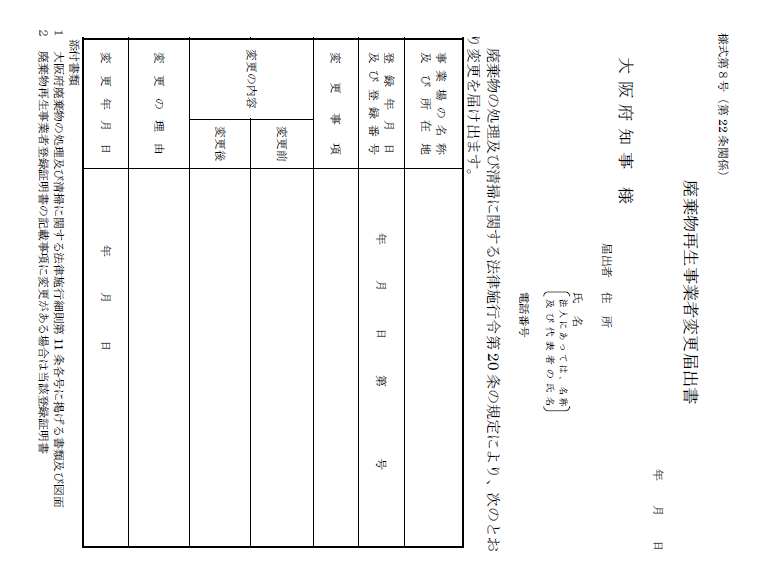 様式第８号（第22条関係）
廃棄物再生事業者変更届出書
年　月　日
大阪府知事　様
届出者　住　所
氏　名
法人にあっては、名称
及び代表者の氏名
電話番号
廃棄物の処理及び清掃に関する法律施行令第20条の規定により、次のとお
り変更を届け出ます。
事業場の名称
及び所在地
登録年月日
及び登録番号
年　月　日　第　号
変更事項
変更の内容
変更前
変更後
変更の理由
変更年月日
年　月　日
添付書類
１　大阪府廃棄物の処理及び清掃に関する法律施行細則第11条各号に掲げる書類及び図面
２　廃棄物再生事業者登録証明書の記載事項に変更がある場合は当該登録証明書